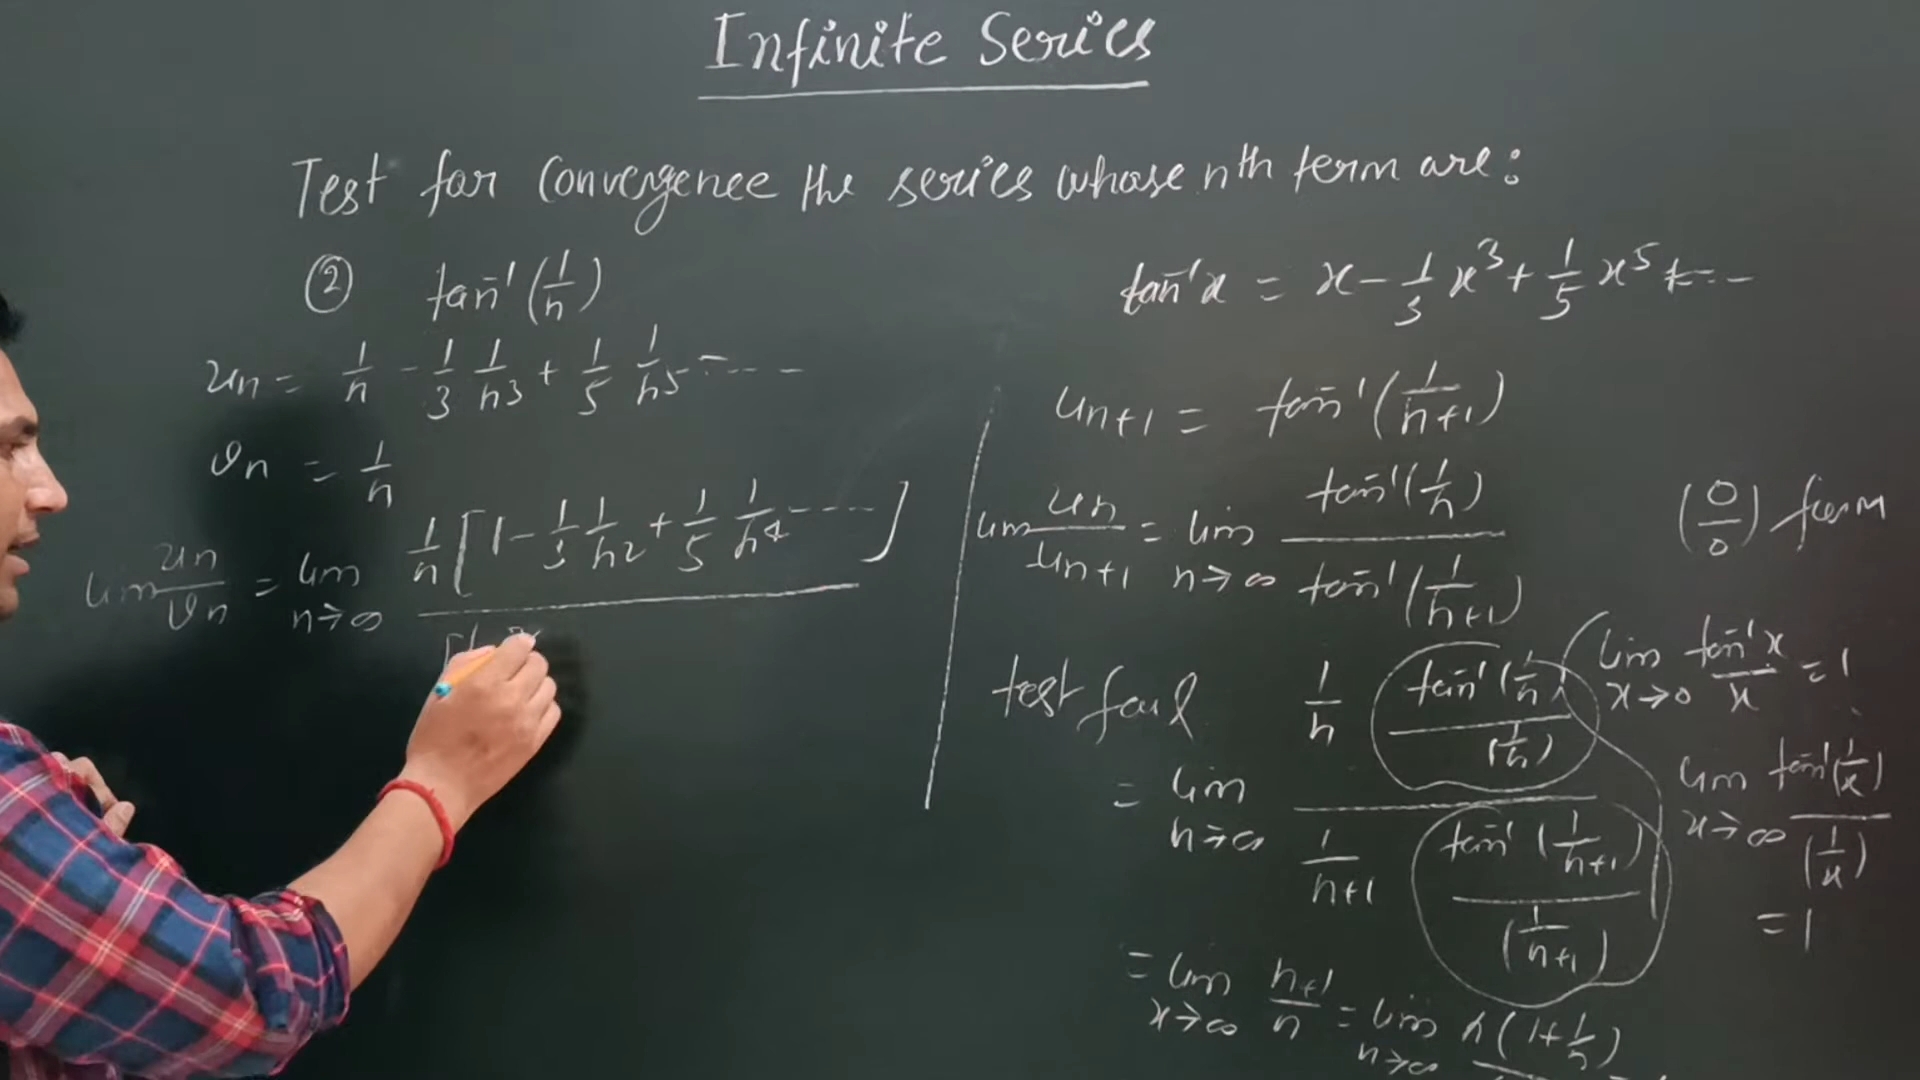 Infinite Series
Test for Convergence the series whose nth term are:
② tan⁻¹(1/n)
un = 1/n - 1/3 1/n3 + 1/5 1/n5 - - - -
vn = 1/n
lim un/vn = lim n→∞ 1/n [1 - 1/3 1/n2 + 1/5 1/n4 - - - -]
tan⁻¹x = x - 1/3 x³ + 1/5 x⁵ + - - -
un+1 = tan⁻¹(1/n+1)
lim un/un+1 = lim n→∞ tan⁻¹(1/n) / tan⁻¹(1/n+1) (0/0) form
test fail
= lim n→∞ 1/n tan⁻¹(1/n)/(1/n) / 1/n+1 tan⁻¹(1/n+1)/(1/n+1)
lim x→0 tan⁻¹x/x = 1
lim x→∞ tan⁻¹(1/x)/(1/x)
= 1
= lim x→∞ n+1/n = lim n→∞ n(1+1/n)